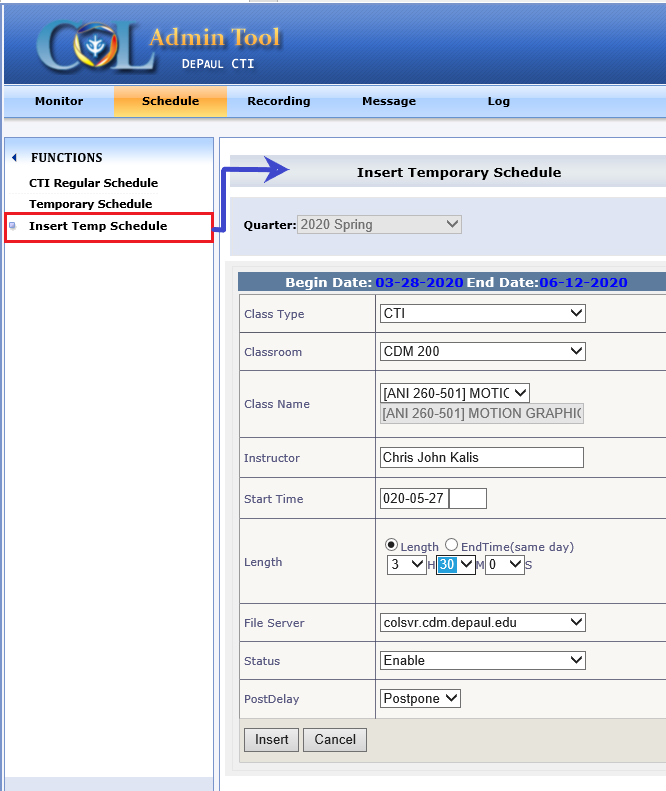 COL Admin Tool
DePaul CTI
Monitor Schedule Recording Message Log
FUNCTIONS
CTI Regular Schedule
Temporary Schedule
Insert Temp Schedule
Insert Temporary Schedule
Quarter: 2020 Spring
Begin Date: 03-28-2020 End Date:06-12-2020
Class Type CTI
Classroom CDM 200
Class Name [ANI 260-501] MOTIC
[ANI 260-501] MOTION GRAPHIC
Instructor Chris John Kalis
Start Time 020-05-27
Length Length EndTime(same day)
3 H 30 M 0 S
File Server colsvr.cdm.depaul.edu
Status Enable
PostDelay Postpone
Insert Cancel